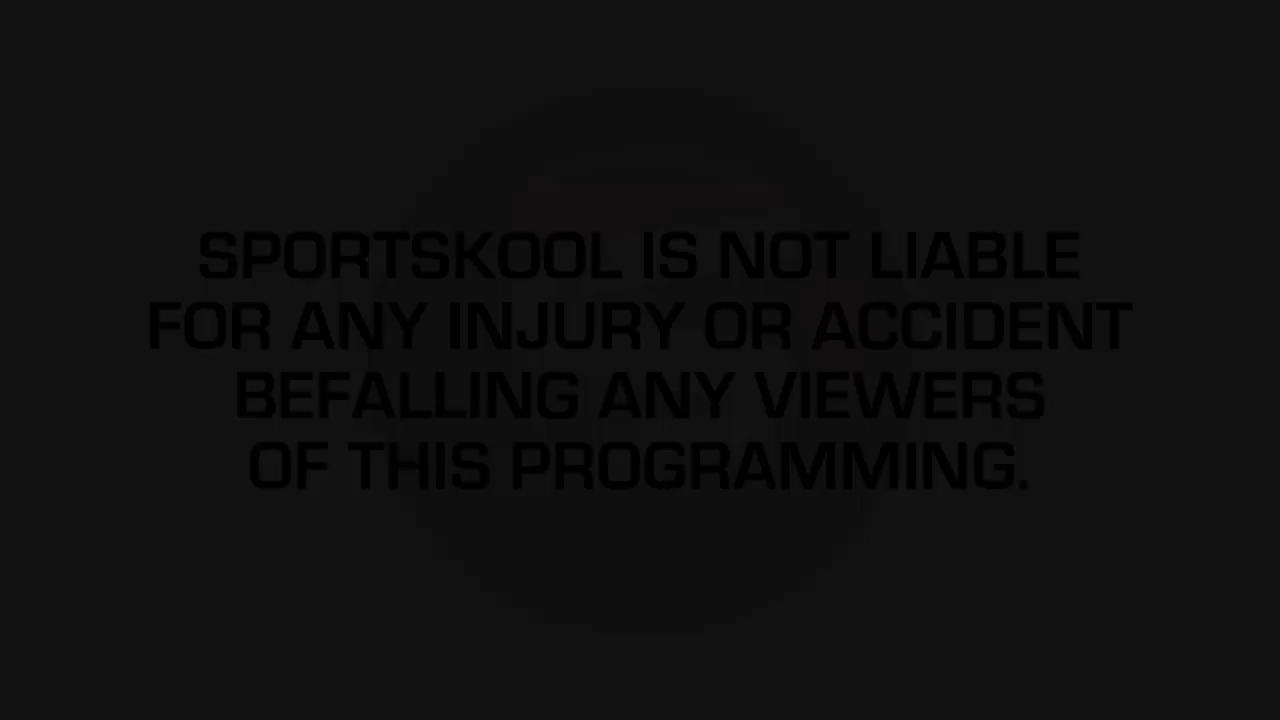 SPORTSKOOL IS NOT LIABLE
FOR ANY INJURY OR ACCIDENT
BEFALLING ANY VIEWERS
OF THIS PROGRAMMING.